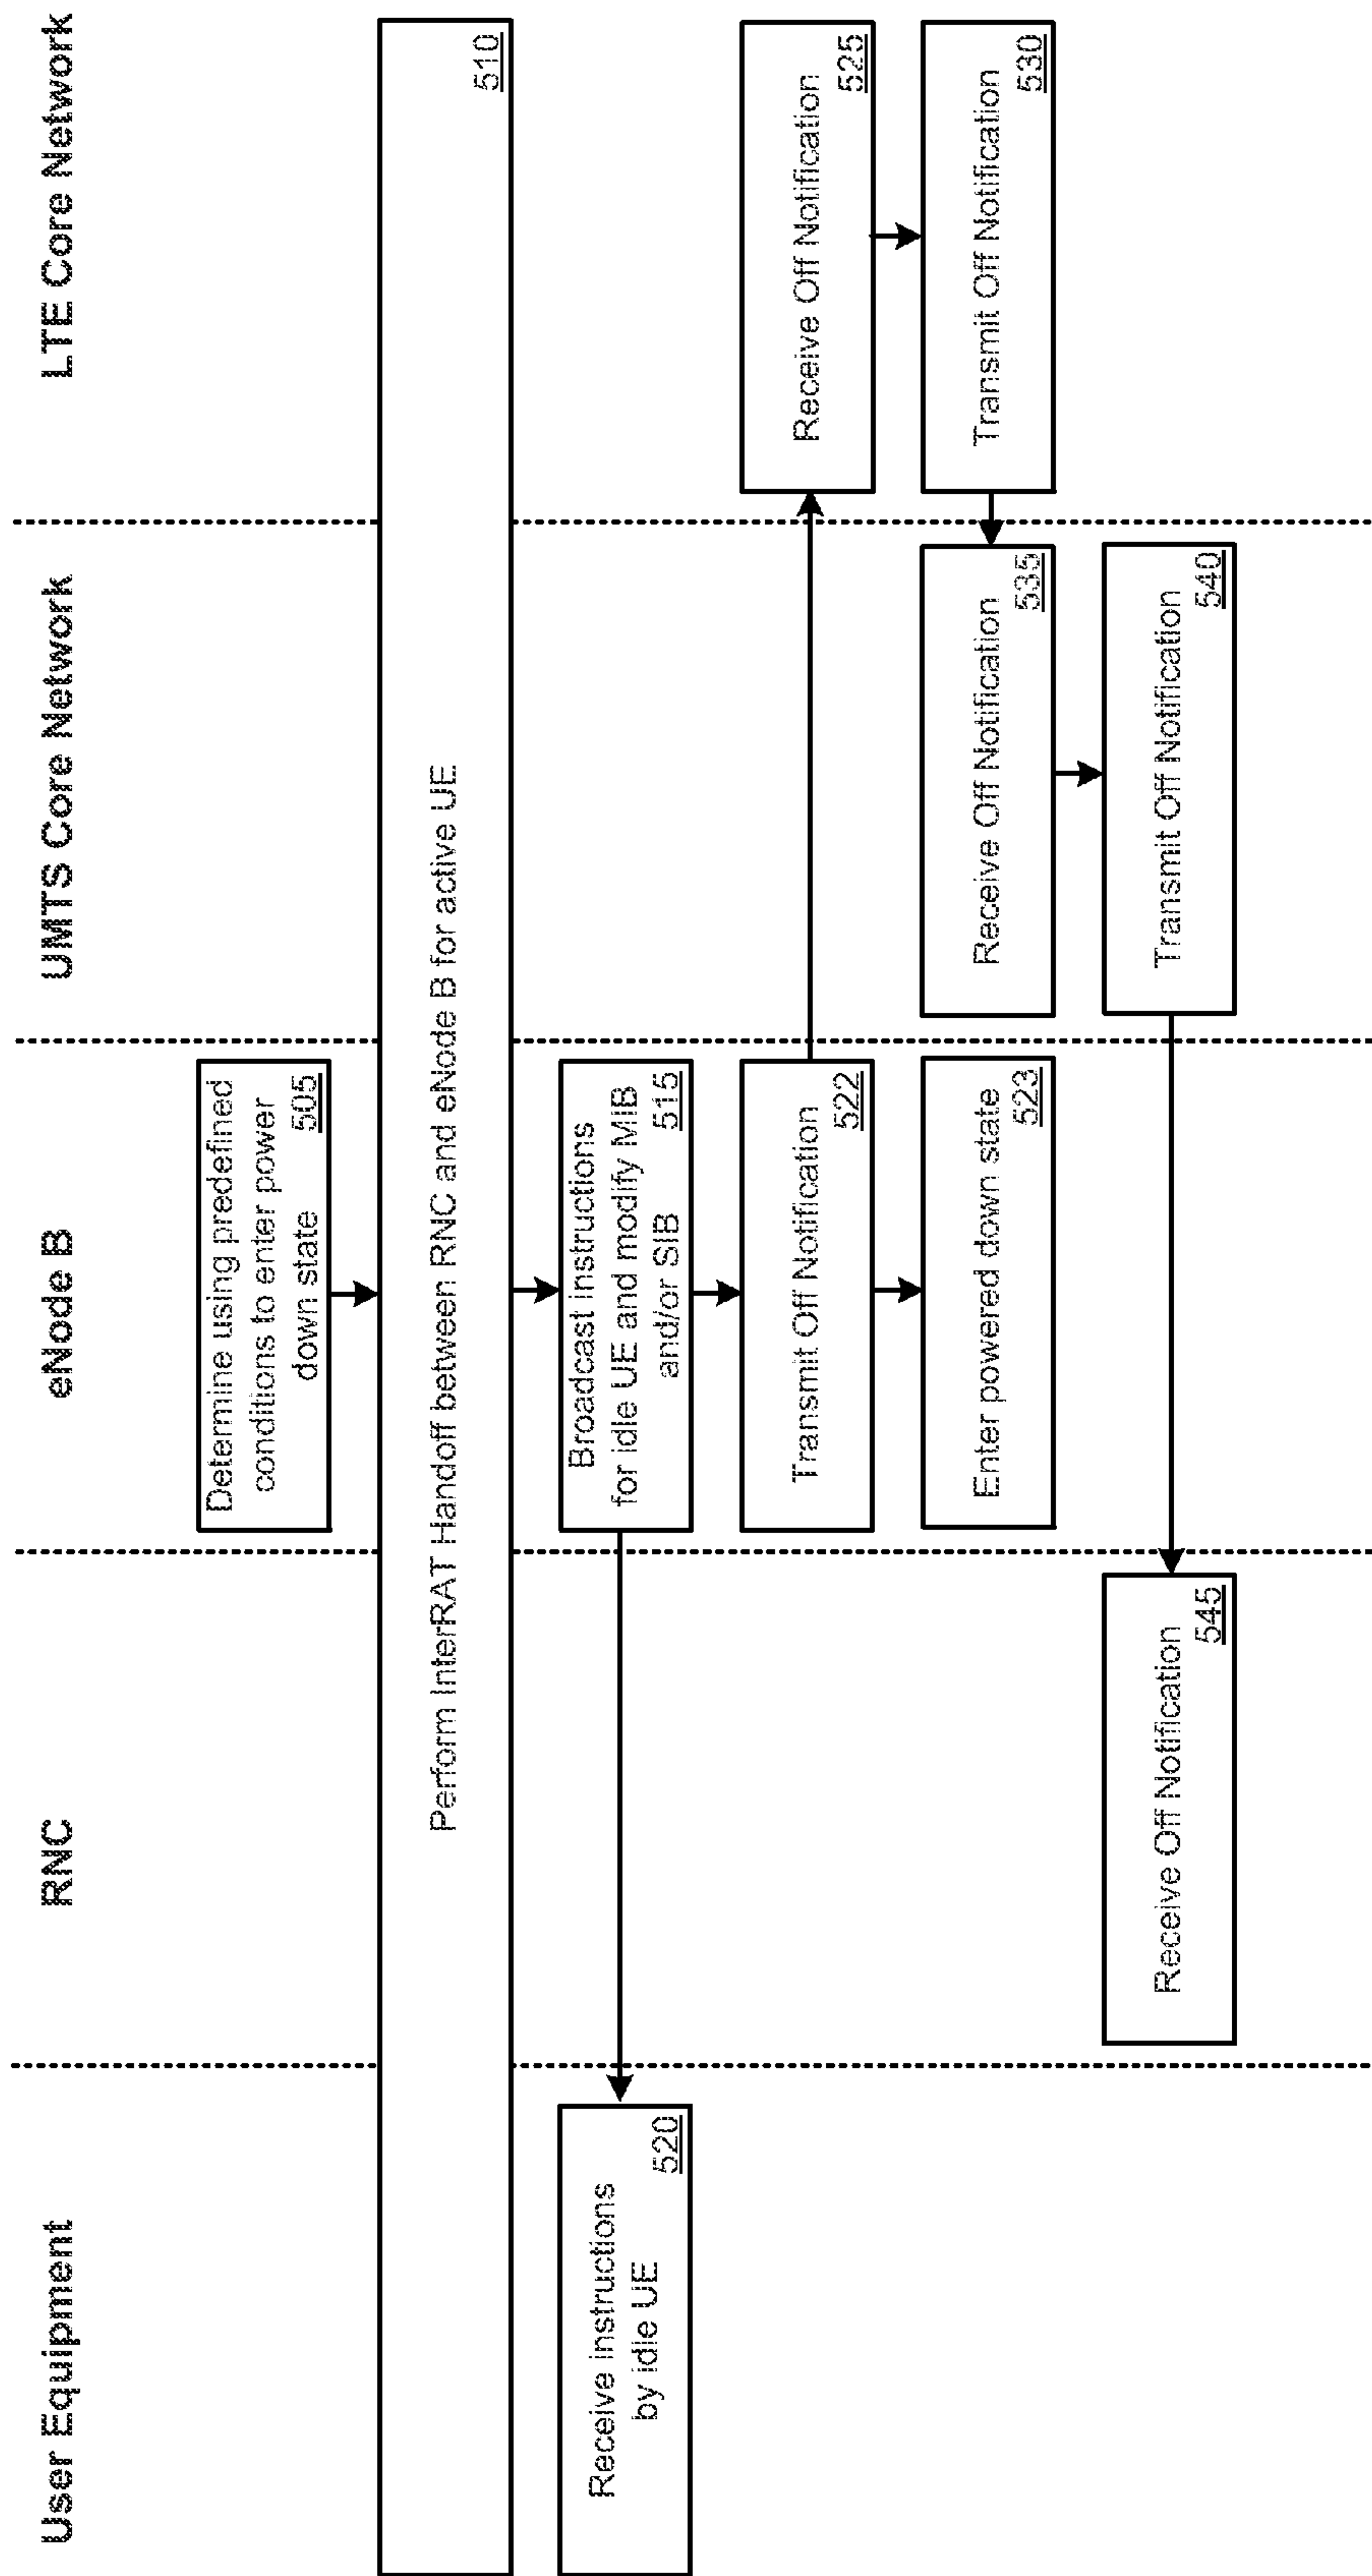 User Equipment
RNC
eNode B
UMTS Core Network
LTE Core Network
Determine using predefined
conditions to enter power
down state
505
Perform InterRAT Handoff between RNC and eNode B for active UE
510
Broadcast instructions
for idle UE and modify MIB
and/or SIB
515
Receive instructions
by idle UE
520
Transmit Off Notification
522
Receive Off Notification
525
Enter powered down state
523
Receive Off Notification
535
Transmit Off Notification
530
Receive Off Notification
545
Transmit Off Notification
540